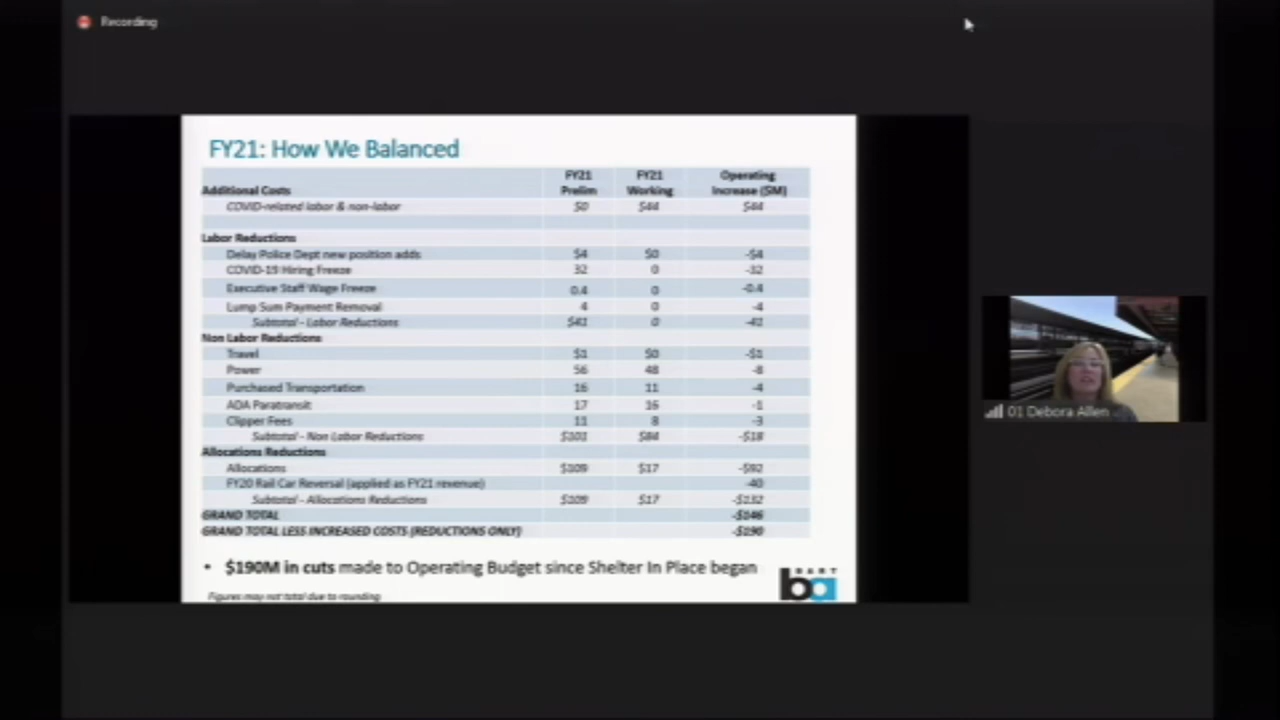 Recording
FY21: How We Balanced
Additional Costs FY21 Prelim FY21 Working Operating Increase ($M)
COVID-related labor & non-labor $0 $44 $44
Labor Reductions
Delay Police Dept new position adds $4 $0 -$4
COVID-19 Hiring Freeze 32 0 -32
Executive Staff Wage Freeze 0.4 0 -0.4
Lump Sum Payment Removal 4 0 -4
Subtotal - Labor Reductions $41 0 -41
Non Labor Reductions
Travel $1 $0 -$1
Power 56 48 -8
Purchased Transportation 16 11 -4
ADA Paratransit 17 16 -1
Clipper Fees 11 8 -3
Subtotal - Non Labor Reductions $101 $84 -$18
Allocations Reductions
Allocations $109 $17 -$92
FY20 Rail Car Reversal (applied as FY21 revenue) -40
Subtotal - Allocations Reductions $109 $17 -$132
GRAND TOTAL -$146
GRAND TOTAL LESS INCREASED COSTS (REDUCTIONS ONLY) -$190
• $190M in cuts made to Operating Budget since Shelter In Place began
Figures may not total due to rounding
BART
ba
01 Debora Allen